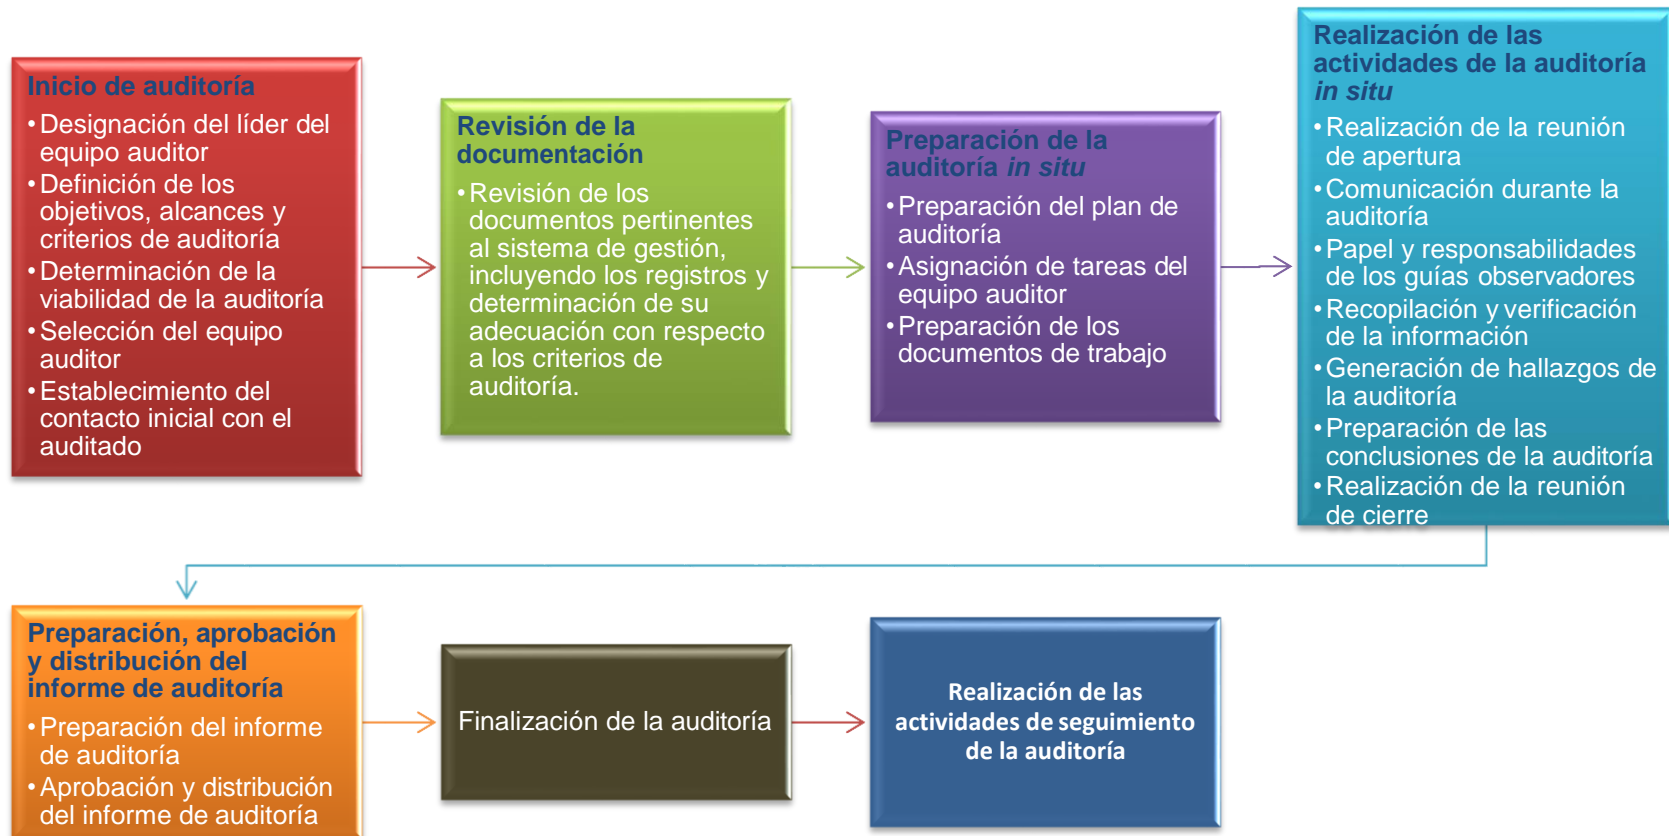 Inicio de auditoría
• Designación del líder del
equipo auditor
• Definición de los
objetivos, alcances y
criterios de auditoría
• Determinación de la
viabilidad de la auditoría
• Selección del equipo
auditor
• Establecimiento del
contacto inicial con el
auditado
Revisión de la
documentación
• Revisión de los
documentos pertinentes
al sistema de gestión,
incluyendo los registros y
determinación de su
adecuación con respecto
a los criterios de
auditoría.
Preparación de la
auditoría in situ
• Preparación del plan de
auditoría
• Asignación de tareas del
equipo auditor
• Preparación de los
documentos de trabajo
Realización de las
actividades de la auditoría
in situ
• Realización de la reunión
de apertura
• Comunicación durante la
auditoría
• Papel y responsabilidades
de los guías observadores
• Recopilación y verificación
de la información
• Generación de hallazgos de
la auditoría
• Preparación de las
conclusiones de la auditoría
• Realización de la reunión
de cierre
Preparación, aprobación
y distribución del
informe de auditoría
• Preparación del informe
de auditoría
• Aprobación y distribución
del informe de auditoría
Finalización de la auditoría
Realización de las
actividades de seguimiento
de la auditoría